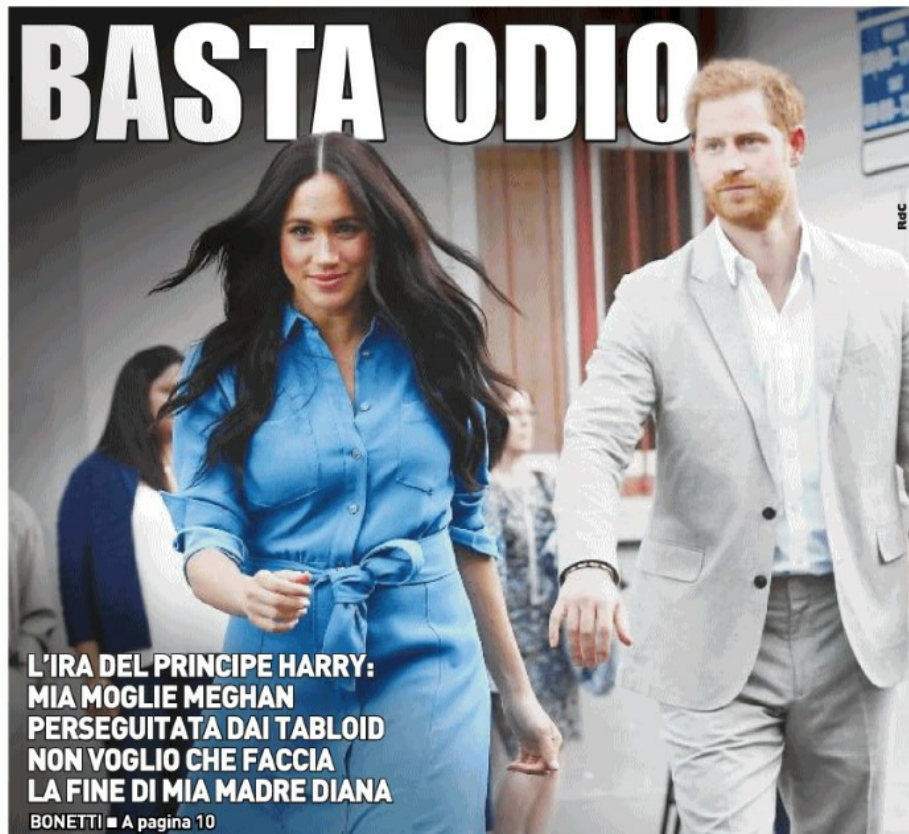 BASTA ODIO
RdC
L'IRA DEL PRINCIPE HARRY:
MIA MOGLIE MEGHAN
PERSEGUITATA DAI TABLOID
NON VOGLIO CHE FACCIA
LA FINE DI MIA MADRE DIANA
BONETTI ■ A pagina 10